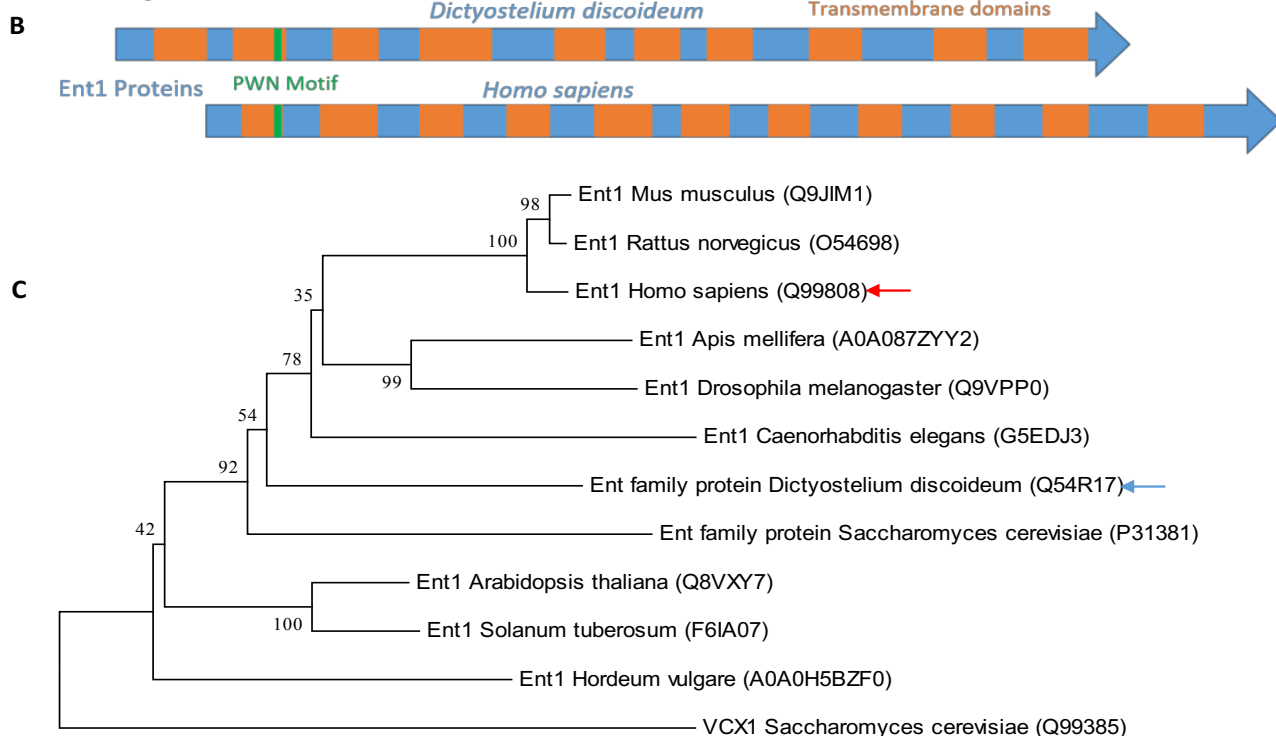 B
Dictyostelium discoideum
Transmembrane domains
Ent1 Proteins
PWN Motif
Homo sapiens
C
Ent1 Mus musculus (Q9JIM1)
98
Ent1 Rattus norvegicus (O54698)
100
Ent1 Homo sapiens (Q99808)
35
Ent1 Apis mellifera (A0A087ZYY2)
78
99
Ent1 Drosophila melanogaster (Q9VPP0)
54
Ent1 Caenorhabditis elegans (G5EDJ3)
92
Ent family protein Dictyostelium discoideum (Q54R17)
42
Ent family protein Saccharomyces cerevisiae (P31381)
Ent1 Arabidopsis thaliana (Q8VXY7)
100
Ent1 Solanum tuberosum (F6IA07)
Ent1 Hordeum vulgare (A0A0H5BZF0)
VCX1 Saccharomyces cerevisiae (Q99385)